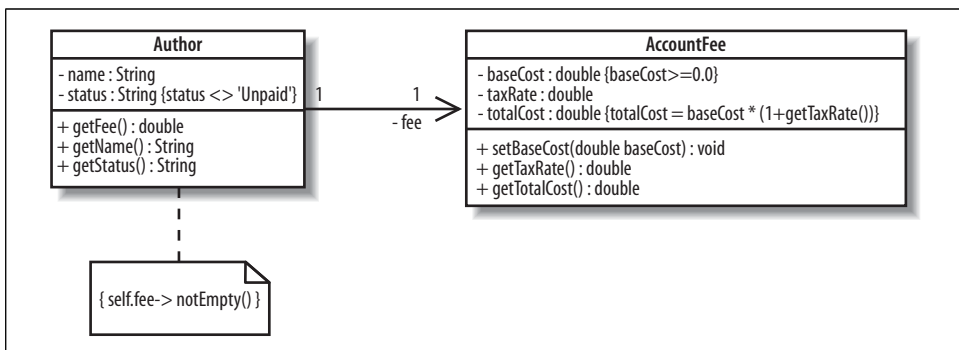 Author
- name : String
- status : String {status <> 'Unpaid'}
+ getFee() : double
+ getName() : String
+ getStatus() : String
1
1
- fee
AccountFee
- baseCost : double {baseCost>=0.0}
- taxRate : double
- totalCost : double {totalCost = baseCost * (1+getTaxRate())}
+ setBaseCost(double baseCost) : void
+ getTaxRate() : double
+ getTotalCost() : double
{ self.fee-> notEmpty() }